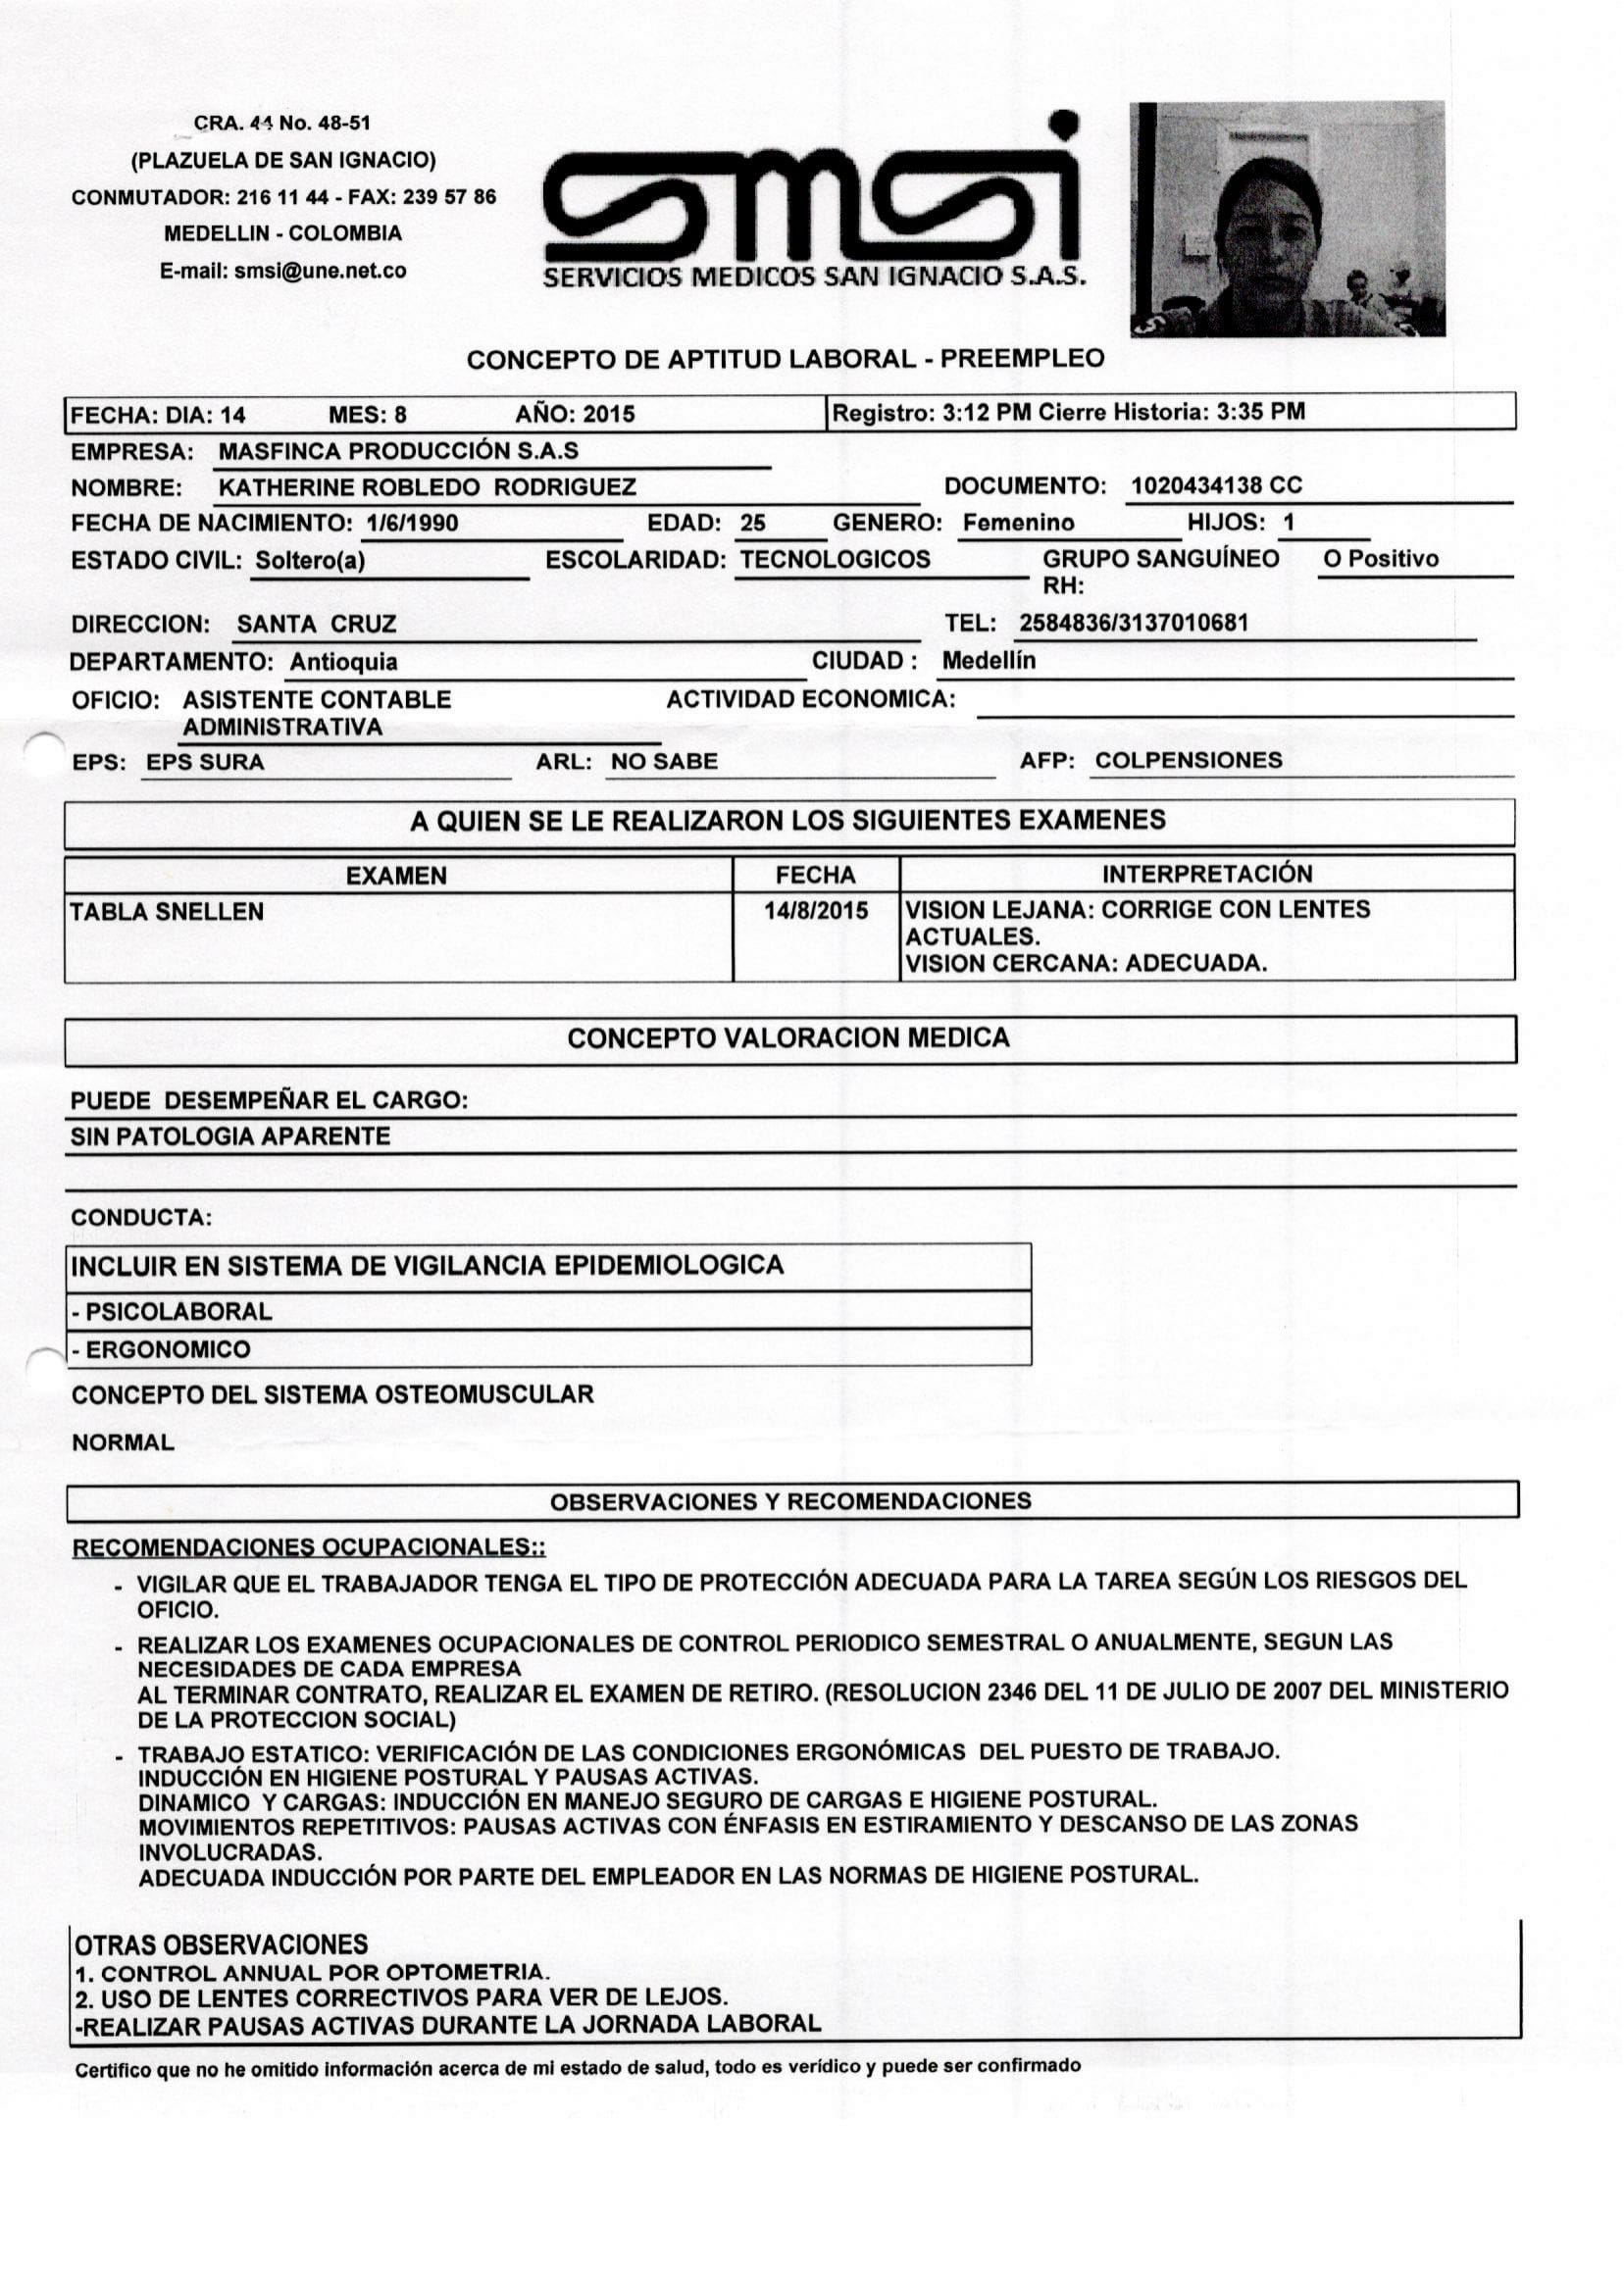 CRA. 44 No. 48-51
(PLAZUELA DE SAN IGNACIO)
CONMUTADOR: 216 11 44 - FAX: 239 57 86
MEDELLIN - COLOMBIA
E-mail: smsi@une.net.co
smsi
SERVICIOS MEDICOS SAN IGNACIO S.A.S.
CONCEPTO DE APTITUD LABORAL - PREEMPLEO
FECHA: DIA: 14 MES: 8 AÑO: 2015 Registro: 3:12 PM Cierre Historia: 3:35 PM
EMPRESA: MASFINCA PRODUCCIÓN S.A.S
NOMBRE: KATHERINE ROBLEDO RODRIGUEZ DOCUMENTO: 1020434138 CC
FECHA DE NACIMIENTO: 1/6/1990 EDAD: 25 GENERO: Femenino HIJOS: 1
ESTADO CIVIL: Soltero(a) ESCOLARIDAD: TECNOLOGICOS GRUPO SANGUÍNEO O Positivo
RH:
DIRECCION: SANTA CRUZ TEL: 2584836/3137010681
DEPARTAMENTO: Antioquia CIUDAD : Medellín
OFICIO: ASISTENTE CONTABLE ACTIVIDAD ECONOMICA:
ADMINISTRATIVA
EPS: EPS SURA ARL: NO SABE AFP: COLPENSIONES
A QUIEN SE LE REALIZARON LOS SIGUIENTES EXAMENES
EXAMEN FECHA INTERPRETACIÓN
TABLA SNELLEN 14/8/2015 VISION LEJANA: CORRIGE CON LENTES
ACTUALES.
VISION CERCANA: ADECUADA.
CONCEPTO VALORACION MEDICA
PUEDE DESEMPEÑAR EL CARGO:
SIN PATOLOGIA APARENTE
CONDUCTA:
INCLUIR EN SISTEMA DE VIGILANCIA EPIDEMIOLOGICA
- PSICOLABORAL
- ERGONOMICO
CONCEPTO DEL SISTEMA OSTEOMUSCULAR
NORMAL
OBSERVACIONES Y RECOMENDACIONES
RECOMENDACIONES OCUPACIONALES::
- VIGILAR QUE EL TRABAJADOR TENGA EL TIPO DE PROTECCIÓN ADECUADA PARA LA TAREA SEGÚN LOS RIESGOS DEL
OFICIO.
- REALIZAR LOS EXAMENES OCUPACIONALES DE CONTROL PERIODICO SEMESTRAL O ANUALMENTE, SEGUN LAS
NECESIDADES DE CADA EMPRESA
AL TERMINAR CONTRATO, REALIZAR EL EXAMEN DE RETIRO. (RESOLUCION 2346 DEL 11 DE JULIO DE 2007 DEL MINISTERIO
DE LA PROTECCION SOCIAL)
- TRABAJO ESTATICO: VERIFICACIÓN DE LAS CONDICIONES ERGONÓMICAS DEL PUESTO DE TRABAJO.
INDUCCIÓN EN HIGIENE POSTURAL Y PAUSAS ACTIVAS.
DINAMICO Y CARGAS: INDUCCIÓN EN MANEJO SEGURO DE CARGAS E HIGIENE POSTURAL.
MOVIMIENTOS REPETITIVOS: PAUSAS ACTIVAS CON ÉNFASIS EN ESTIRAMIENTO Y DESCANSO DE LAS ZONAS
INVOLUCRADAS.
ADECUADA INDUCCIÓN POR PARTE DEL EMPLEADOR EN LAS NORMAS DE HIGIENE POSTURAL.
OTRAS OBSERVACIONES
1. CONTROL ANNUAL POR OPTOMETRIA.
2. USO DE LENTES CORRECTIVOS PARA VER DE LEJOS.
-REALIZAR PAUSAS ACTIVAS DURANTE LA JORNADA LABORAL
Certifico que no he omitido información acerca de mi estado de salud, todo es verídico y puede ser confirmado